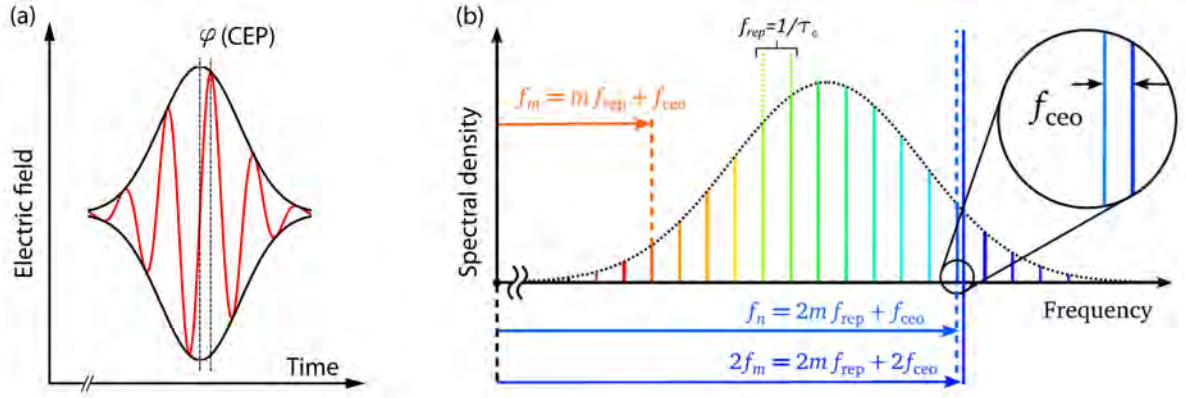 (a)
φ (CEP)
Electric field
Time
(b)
f_rep=1/τ_c
f_m = m f_rep + f_ceo
Spectral density
f_ceo
f_n = 2m f_rep + f_ceo
Frequency
2f_m = 2m f_rep + 2f_ceo